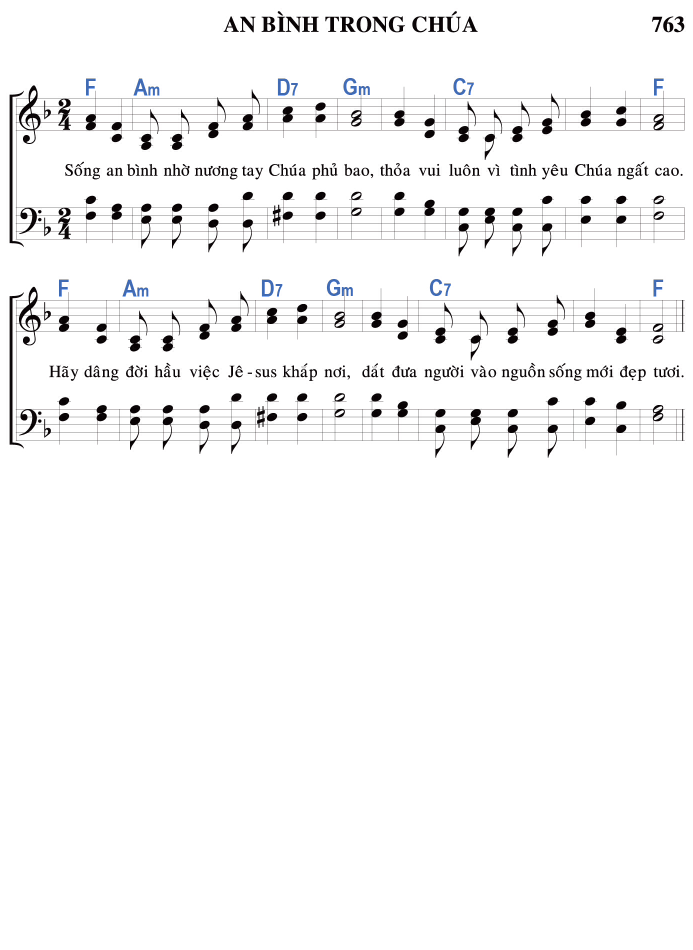 AN BÌNH TRONG CHÚA 763
F Am D7 Gm C7 F
2 4
Sống an bình nhờ nương tay Chúa phủ bao, thỏa vui luôn vì tình yêu Chúa ngất cao.
2 4
F Am D7 Gm C7 F
Hãy dâng đời hầu việc Jê - sus khắp nơi, dắt đưa người vào nguồn sống mới đẹp tươi.